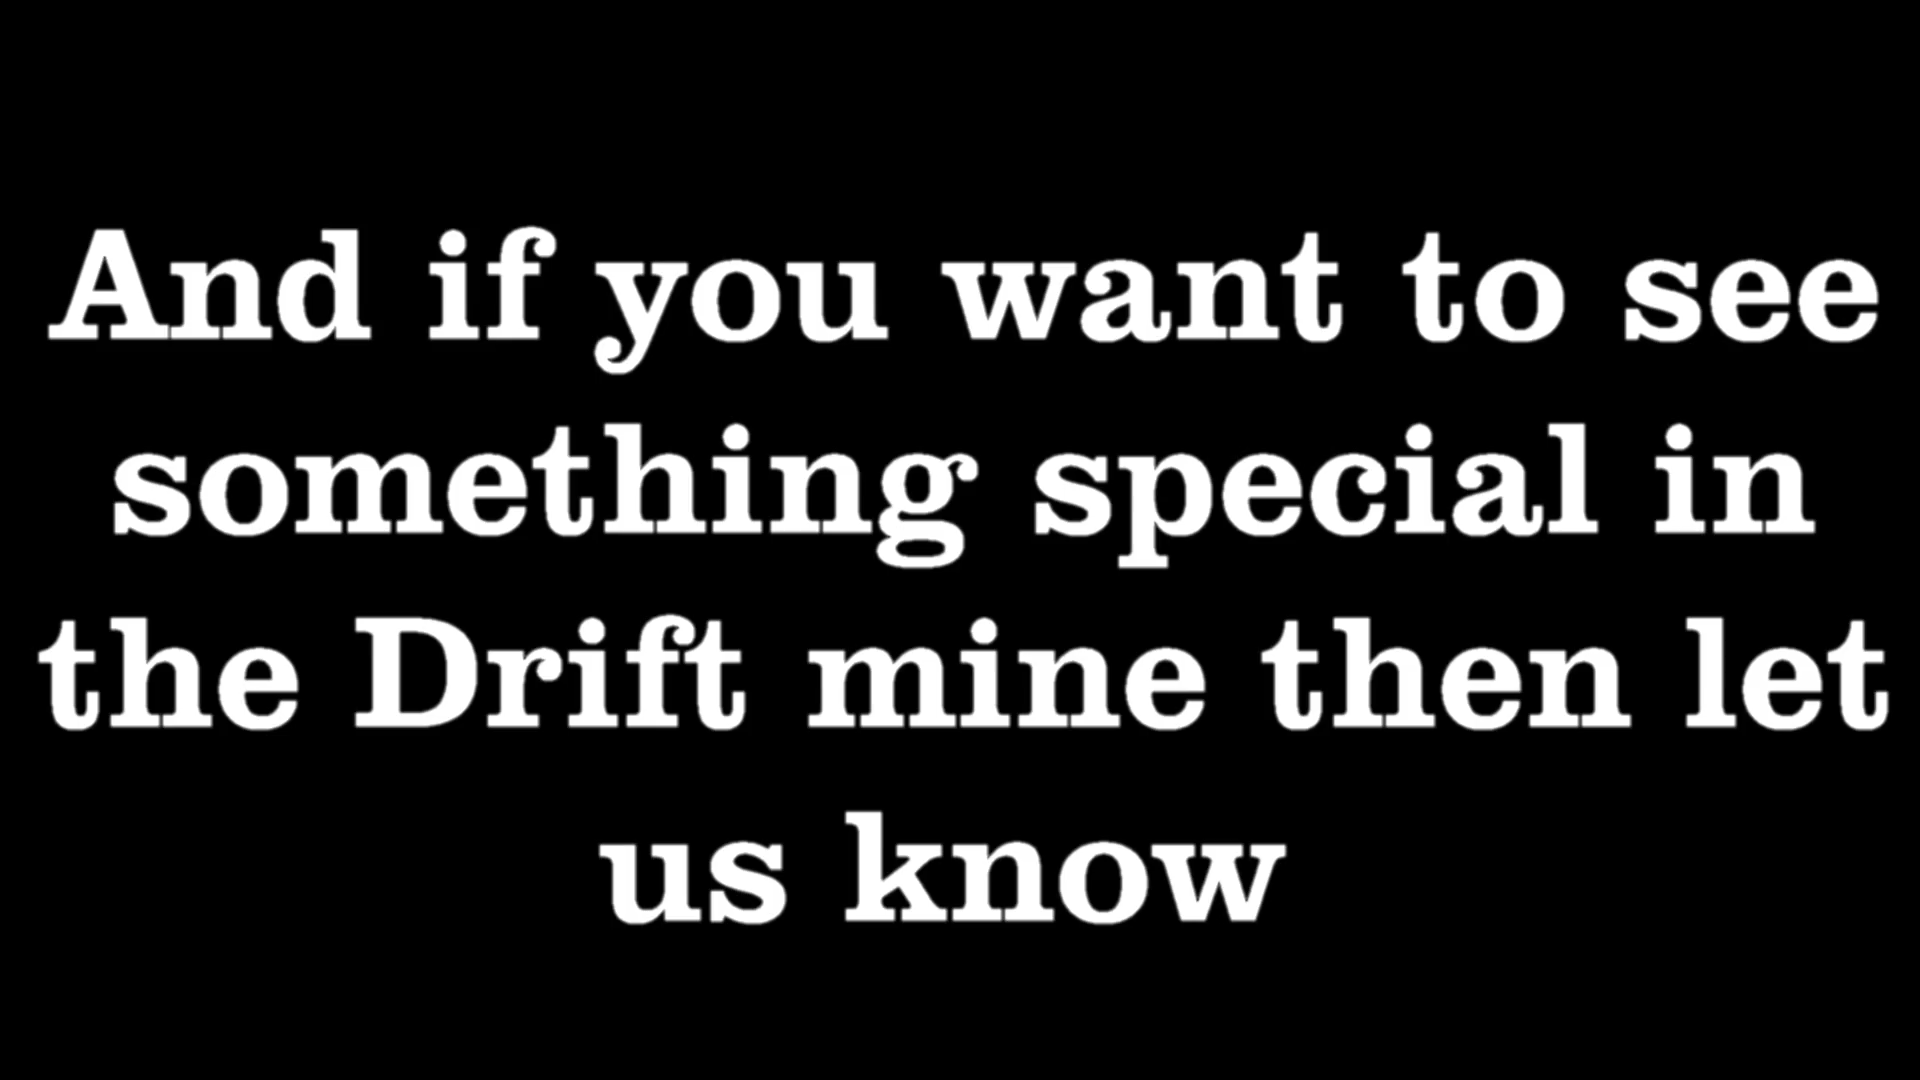 And if you want to see
something special in
the Drift mine then let
us know